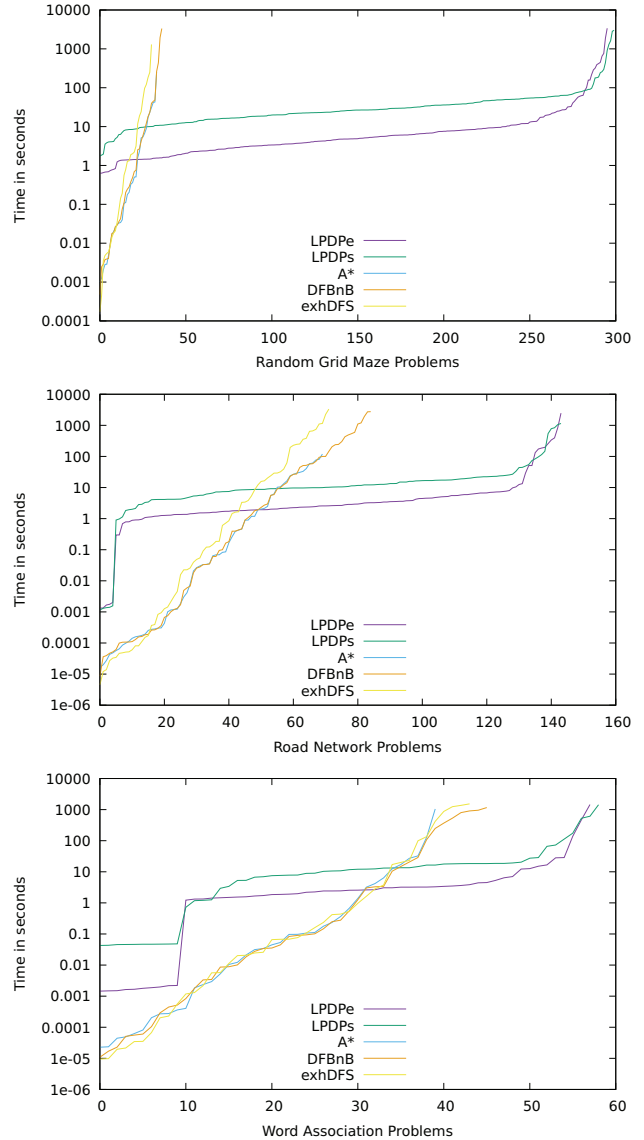 10000
1000
100
10
1
0.1
0.01
0.001
0.0001
Time in seconds
LPDPe
LPDPs
A*
DFBnB
exhDFS
0 50 100 150 200 250 300
Random Grid Maze Problems
10000
1000
100
10
1
0.1
0.01
0.001
0.0001
1e-05
1e-06
Time in seconds
LPDPe
LPDPs
A*
DFBnB
exhDFS
0 20 40 60 80 100 120 140 160
Road Network Problems
10000
1000
100
10
1
0.1
0.01
0.001
0.0001
1e-05
1e-06
Time in seconds
LPDPe
LPDPs
A*
DFBnB
exhDFS
0 10 20 30 40 50 60
Word Association Problems